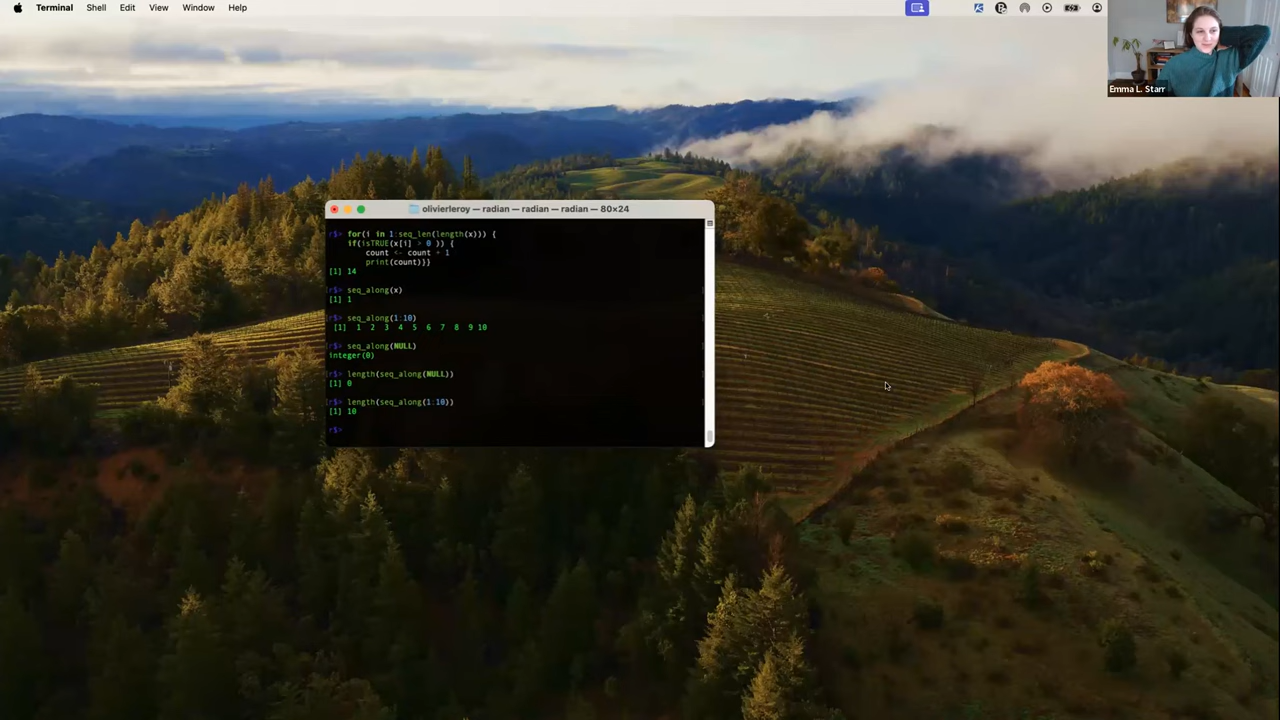 Terminal Shell Edit View Window Help
Emma L. Starr
olivierleroy — radian — radian — radian — 80×24
r$> for(i in 1:seq_len(length(x))) {
if(isTRUE(x[i] > 0 )) {
count <- count + 1
print(count)}}
[1] 14
r$> seq_along(x)
[1] 1
r$> seq_along(1:10)
[1] 1 2 3 4 5 6 7 8 9 10
r$> seq_along(NULL)
integer(0)
r$> length(seq_along(NULL))
[1] 0
r$> length(seq_along(1:10))
[1] 10
r$>